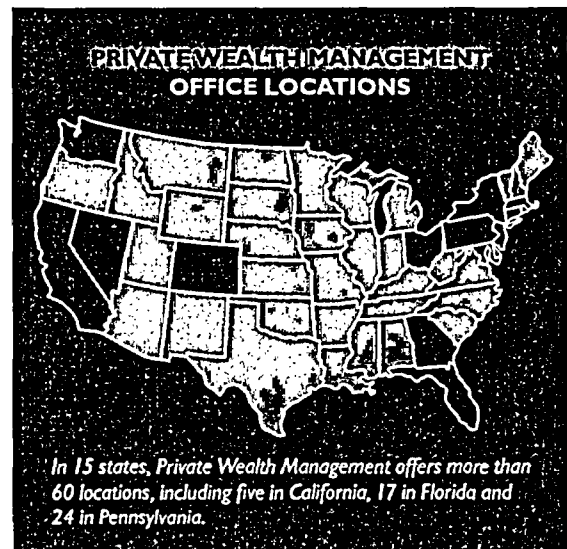 PRIVATE WEALTH MANAGEMENT
OFFICE LOCATIONS
In 15 states, Private Wealth Management offers more than
60 locations, including five in California, 17 in Florida and
24 in Pennsylvania.